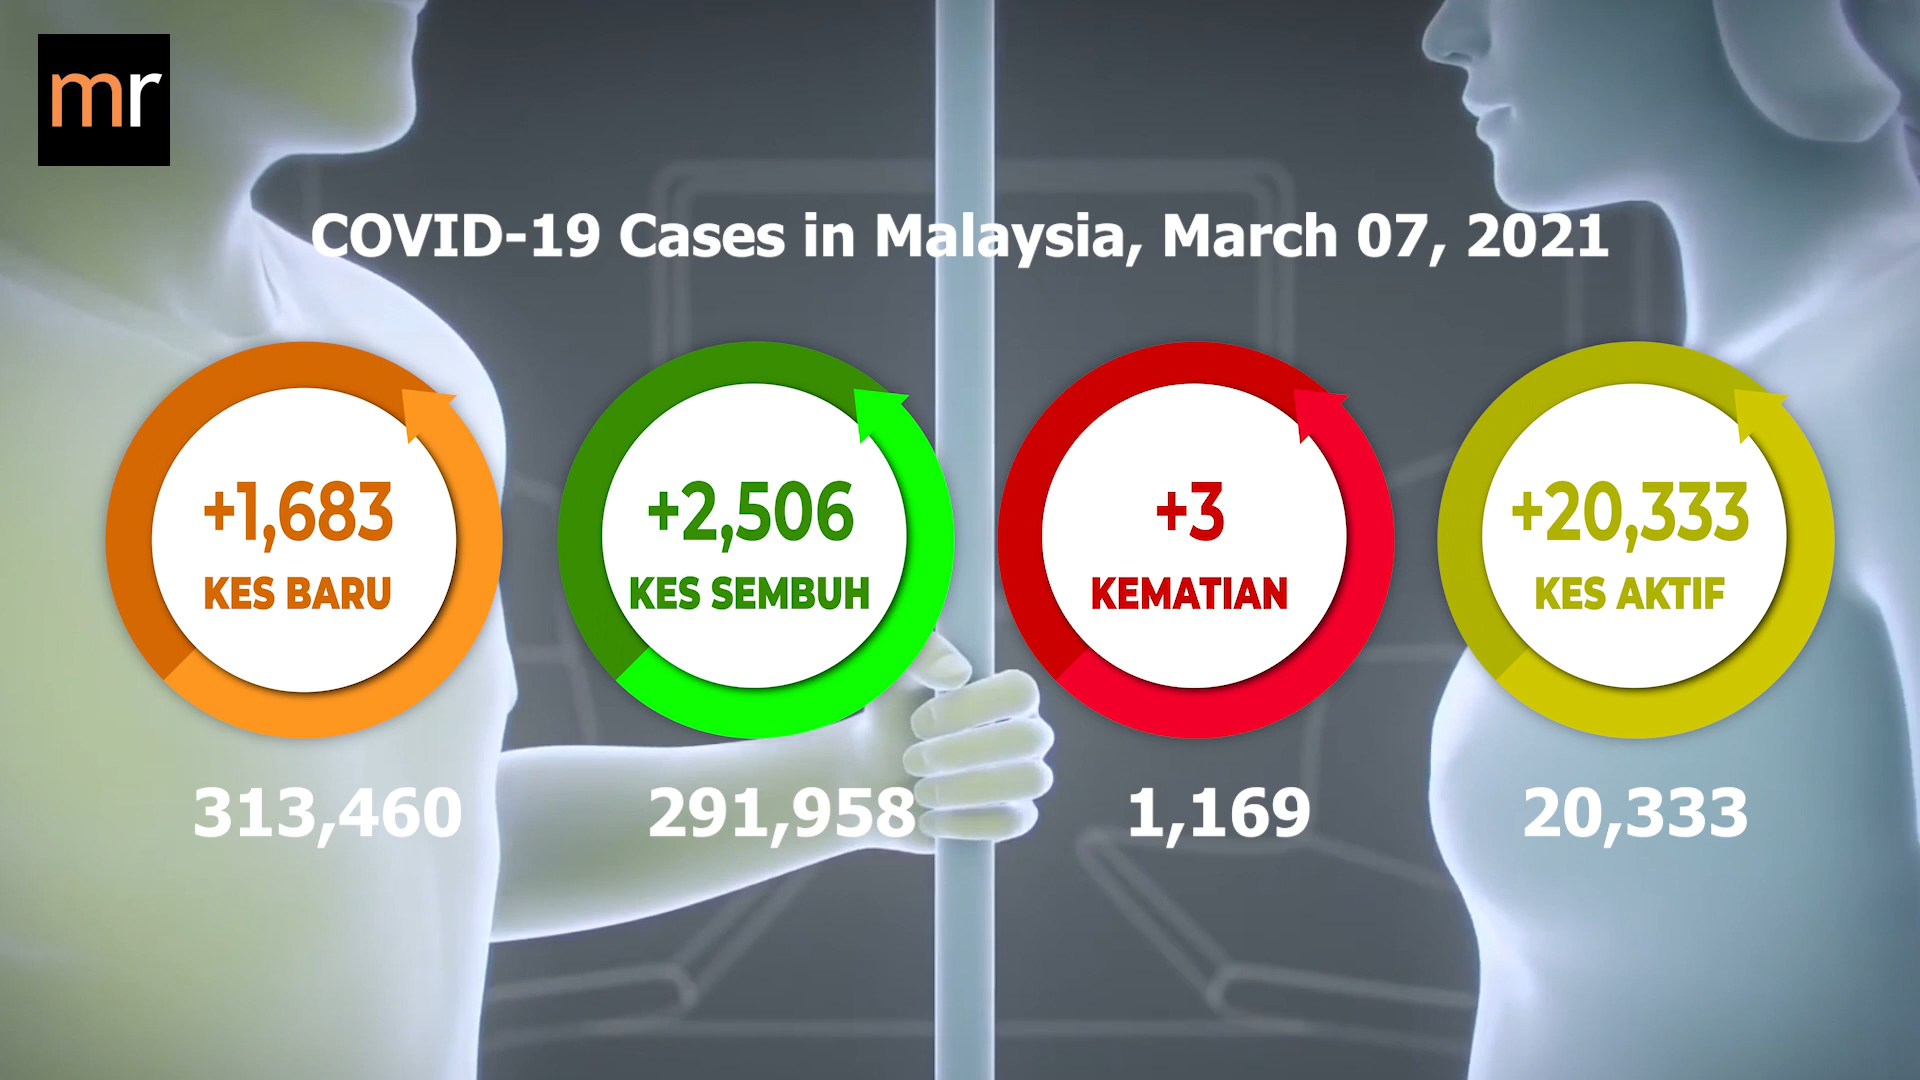 mr
COVID-19 Cases in Malaysia, March 07, 2021
+1,683
KES BARU
+2,506
KES SEMBUH
+3
KEMATIAN
+20,333
KES AKTIF
313,460
291,958
1,169
20,333